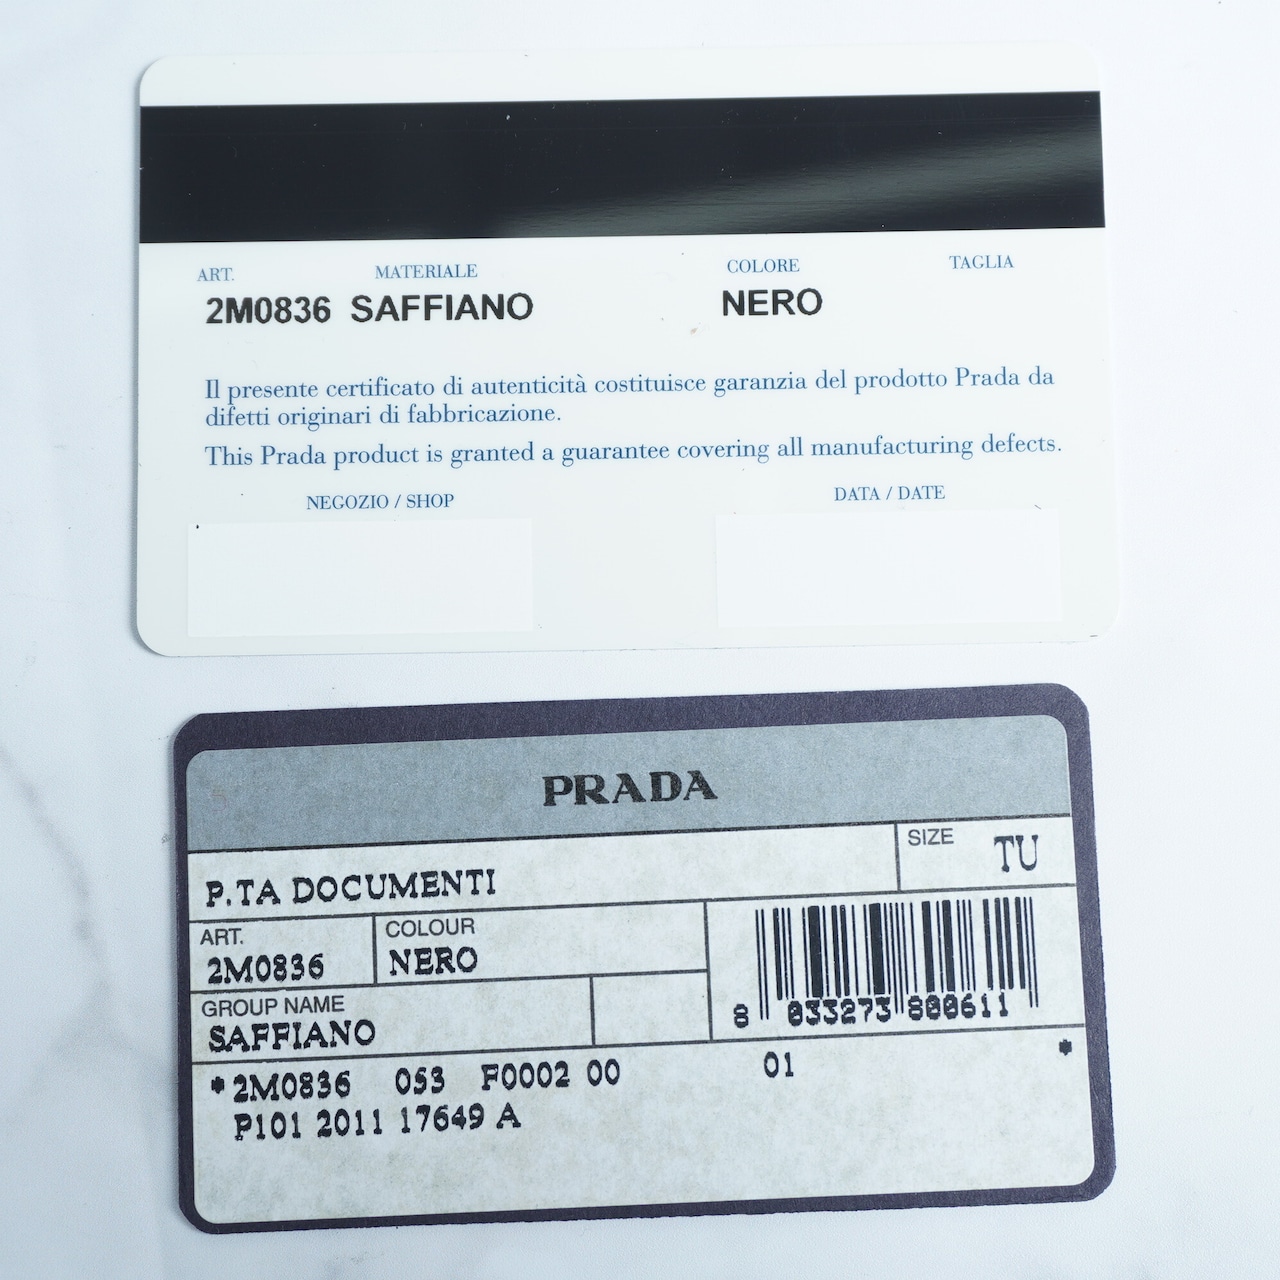 ART. MATERIALE COLORE TAGLIA
2M0836 SAFFIANO NERO
Il presente certificato di autenticità costituisce garanzia del prodotto Prada da
difetti originari di fabbricazione.
This Prada product is granted a guarantee covering all manufacturing defects.
NEGOZIO / SHOP DATA / DATE
PRADA
P.TA DOCUMENTI SIZE TU
ART. COLOUR
2M0836 NERO
GROUP NAME
SAFFIANO
8 033273 800611
*2M0836 053 F0002 00 01 *
P101 2011 17649 A